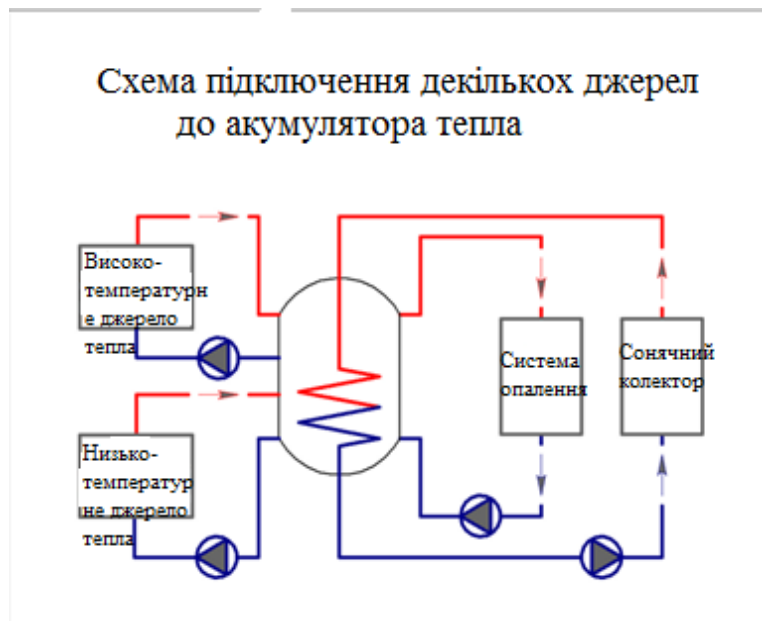 Схема підключення декількох джерел
до акумулятора тепла
Високо-
температурн
е джерело
тепла
Низько-
температур
не джерело
тепла
Система
опалення
Сонячний
колектор